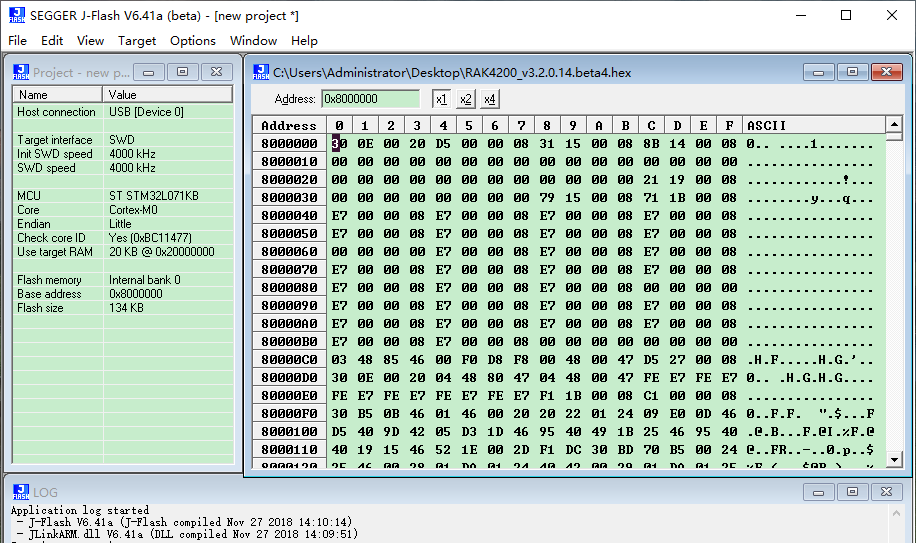 SEGGER J-Flash V6.41a (beta) - [new project *]
File Edit View Target Options Window Help
Project - new p...
Name Value
Host connection USB [Device 0]
Target interface SWD
Init SWD speed 4000 kHz
SWD speed 4000 kHz
MCU ST STM32L071KB
Core Cortex-M0
Endian Little
Check core ID Yes (0xBC11477)
Use target RAM 20 KB @ 0x20000000
Flash memory Internal bank 0
Base address 0x8000000
Flash size 134 KB
C:\Users\Administrator\Desktop\RAK4200_v3.2.0.14.beta4.hex
Address: 0x8000000 x1 x2 x4
Address 0 1 2 3 4 5 6 7 8 9 A B C D E F ASCII
8000000 30 0E 00 20 D5 00 00 08 31 15 00 08 8B 14 00 08 0.. ....1.......
8000010 00 00 00 00 00 00 00 00 00 00 00 00 00 00 00 00 ................
8000020 00 00 00 00 00 00 00 00 00 00 00 00 21 19 00 08 ............!...
8000030 00 00 00 00 00 00 00 00 79 15 00 08 71 1B 00 08 ........y...q...
8000040 E7 00 00 08 E7 00 00 08 E7 00 00 08 E7 00 00 08 ................
8000050 E7 00 00 08 E7 00 00 08 E7 00 00 08 E7 00 00 08 ................
8000060 00 00 00 00 E7 00 00 08 E7 00 00 08 E7 00 00 08 ................
8000070 E7 00 00 08 E7 00 00 08 E7 00 00 08 E7 00 00 08 ................
8000080 E7 00 00 08 E7 00 00 08 E7 00 00 08 E7 00 00 08 ................
8000090 E7 00 00 08 E7 00 00 08 E7 00 00 08 E7 00 00 08 ................
80000A0 E7 00 00 08 E7 00 00 08 E7 00 00 08 E7 00 00 08 ................
80000B0 E7 00 00 08 E7 00 00 08 00 00 00 00 00 00 00 00 ................
80000C0 03 48 85 46 00 F0 D8 F8 00 48 00 47 D5 27 00 08 .H.F.....H.G.'..
80000D0 30 0E 00 20 04 48 80 47 04 48 00 47 FE E7 FE E7 0.. .H.G.H.G....
80000E0 FE E7 FE E7 FE E7 FE E7 F1 1B 00 08 C1 00 00 08 ................
80000F0 30 B5 0B 46 01 46 00 20 20 22 01 24 09 E0 0D 46 0..F.F.  ".$...F
8000100 D5 40 9D 42 05 D3 1D 46 95 40 49 1B 25 46 95 40 .@.B...F.@I.%F.@
8000110 40 19 15 46 52 1E 00 2D F1 DC 30 BD 70 B5 00 24 @..FR..-..0.p..$
8000120 25 46 00 28 01 DA 01 24 40 42 00 29 01 DA 01 25
LOG
Application log started
- J-Flash V6.41a (J-Flash compiled Nov 27 2018 14:10:14)
- JLinkARM.dll V6.41a (DLL compiled Nov 27 2018 14:09:51)